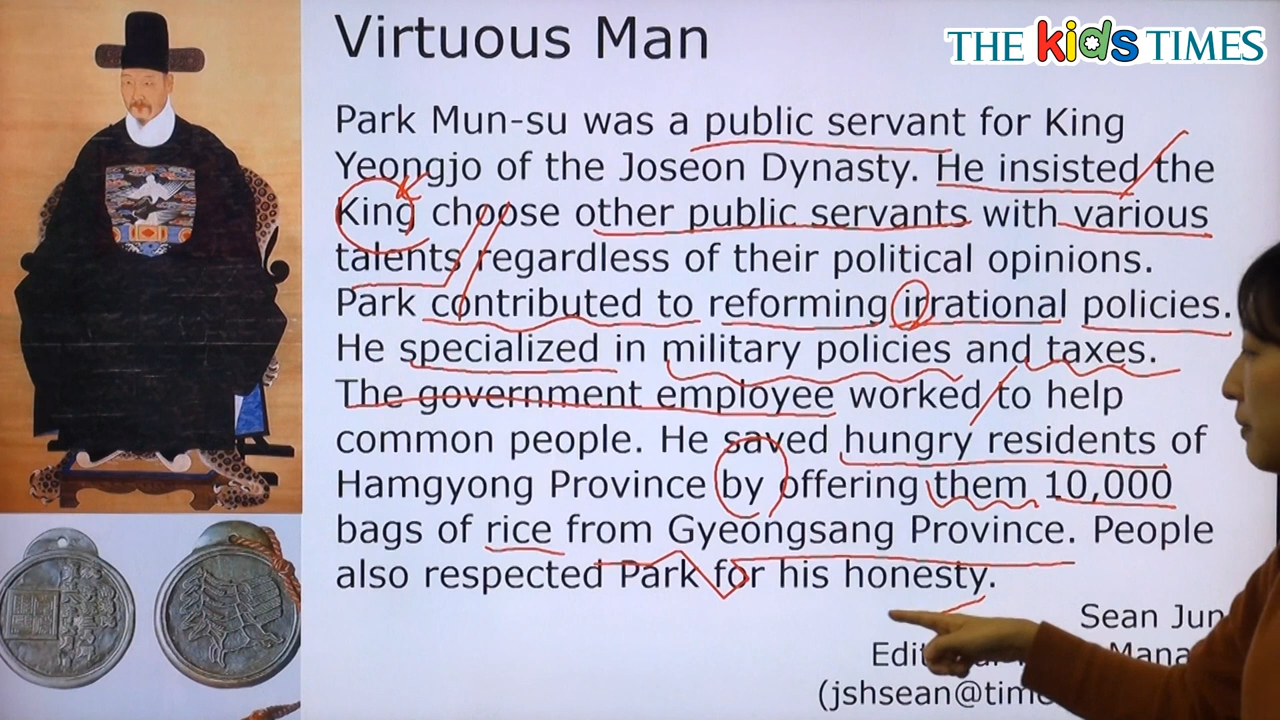 Virtuous Man
THE kids TIMES
Park Mun-su was a public servant for King
Yeongjo of the Joseon Dynasty. He insisted the
King choose other public servants with various
talents regardless of their political opinions.
Park contributed to reforming irrational policies.
He specialized in military policies and taxes.
The government employee worked to help
common people. He saved hungry residents of
Hamgyong Province by offering them 10,000
bags of rice from Gyeongsang Province. People
also respected Park for his honesty.
Sean Jun